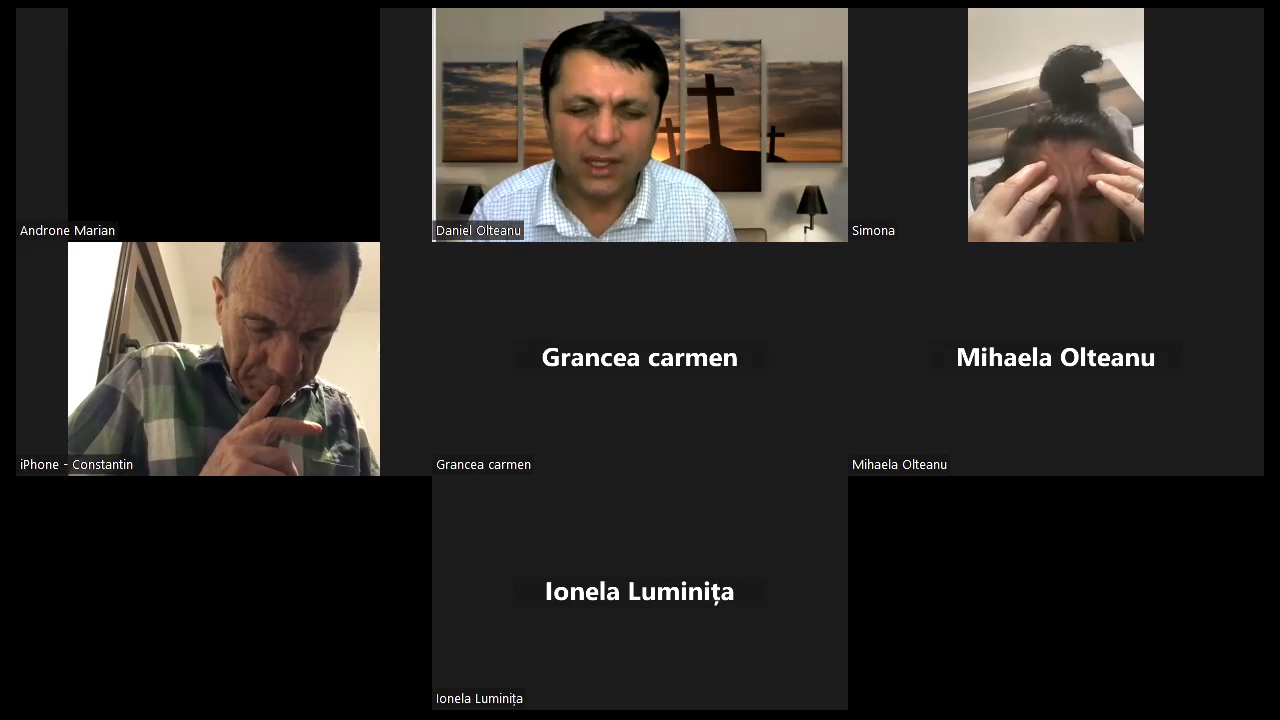 Androne Marian
Daniel Olteanu
Simona
Grancea carmen
Mihaela Olteanu
iPhone - Constantin
Grancea carmen
Mihaela Olteanu
Ionela Luminița
Ionela Luminița